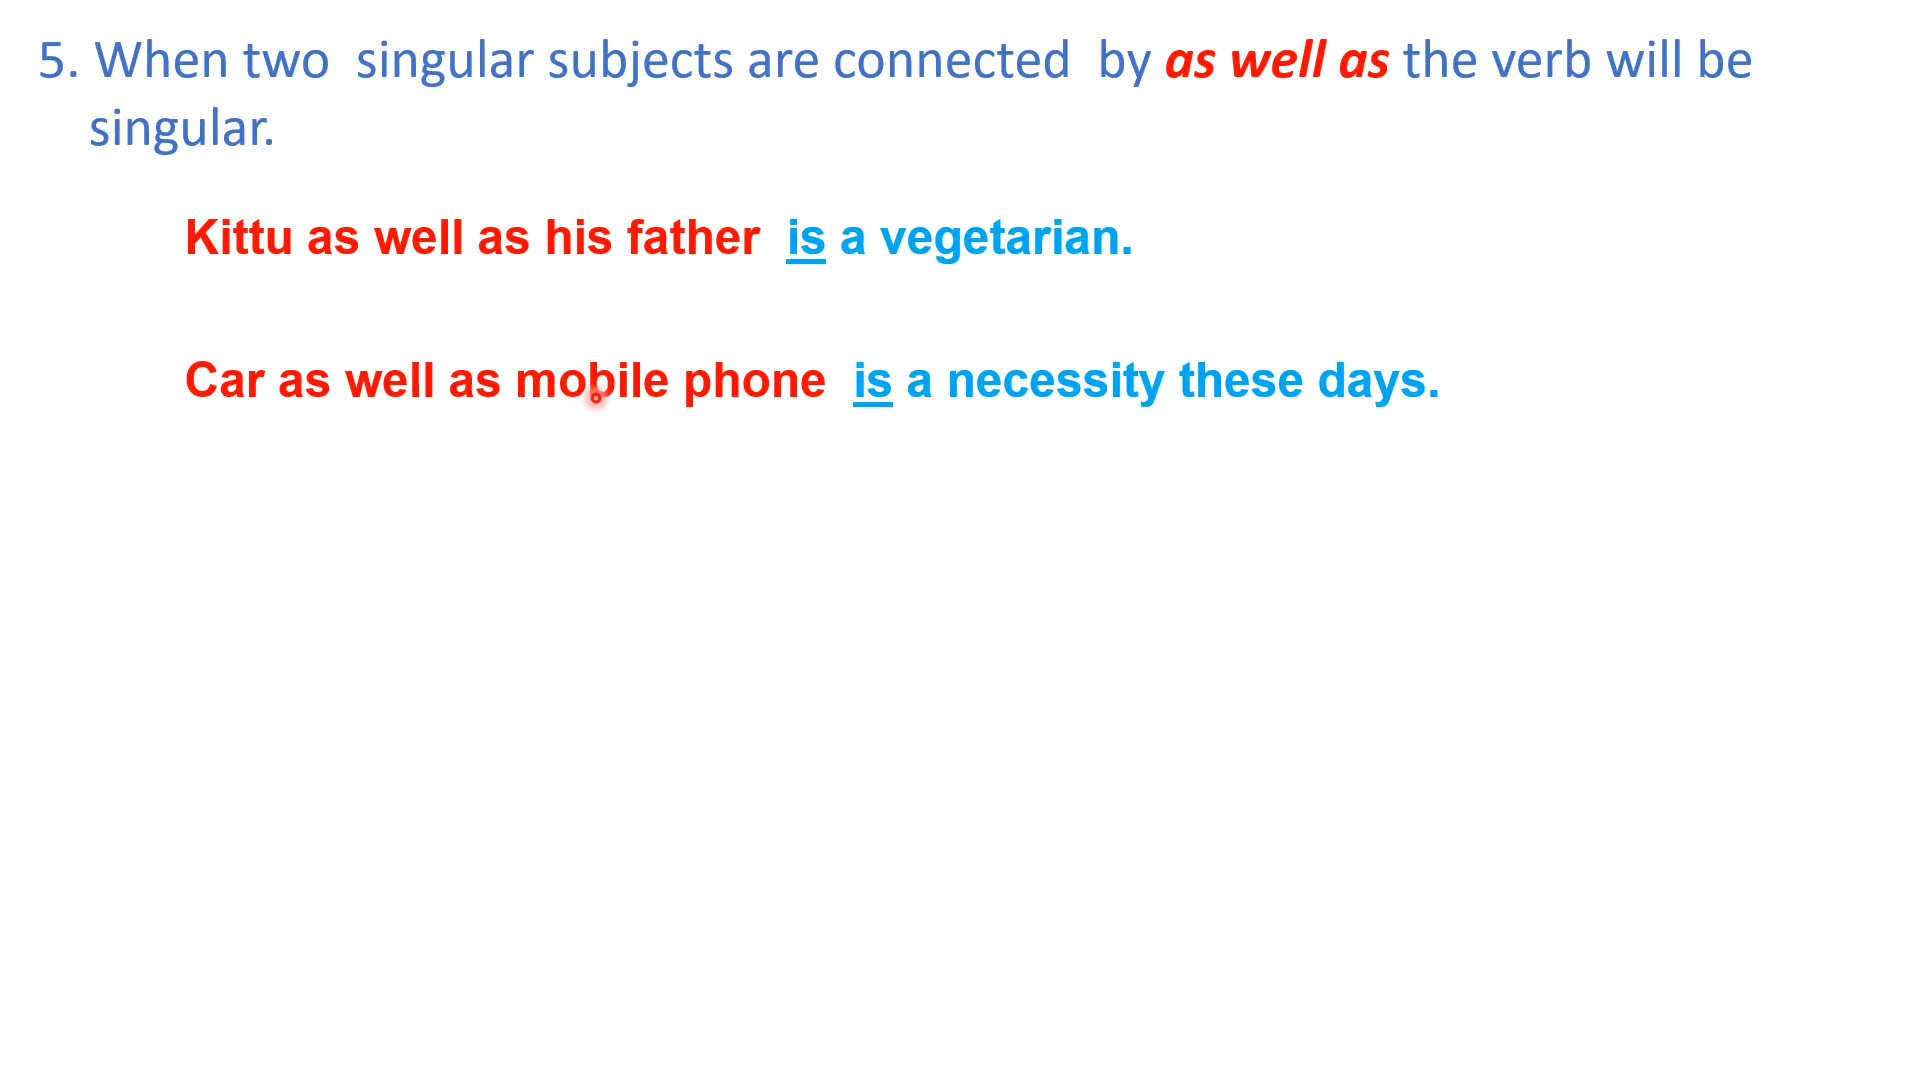 5. When two singular subjects are connected by as well as the verb will be
singular.
Kittu as well as his father is a vegetarian.
Car as well as mobile phone is a necessity these days.